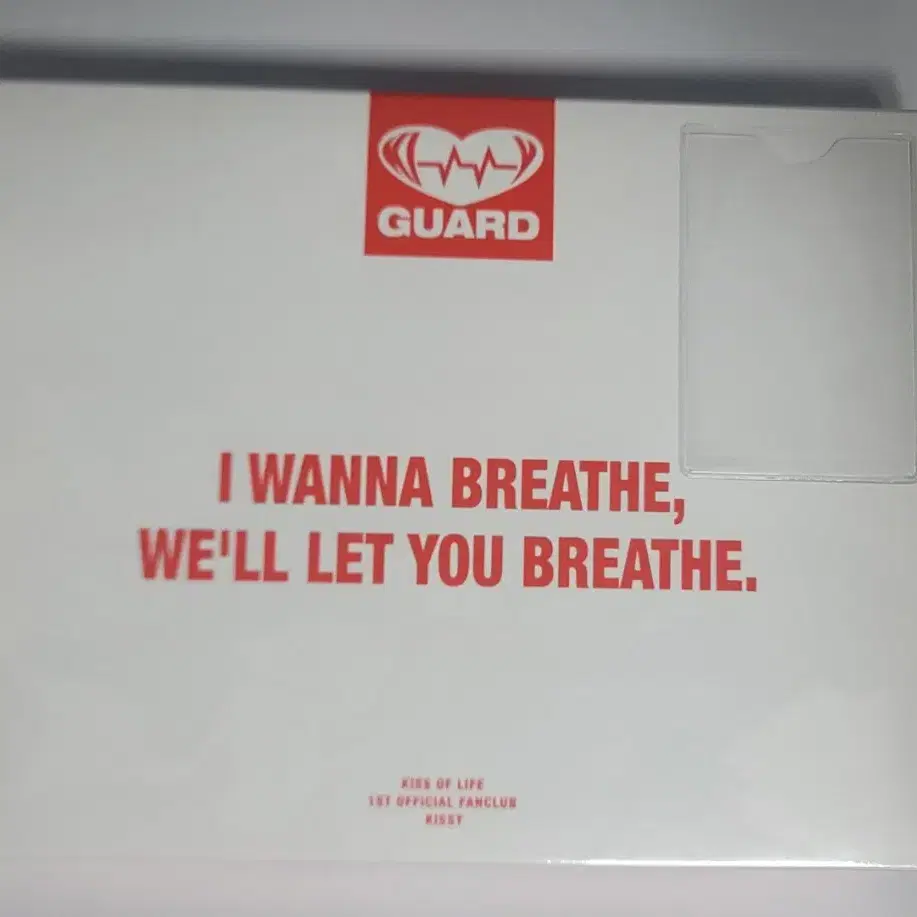 GUARD
I WANNA BREATHE,
WE'LL LET YOU BREATHE.
KISS OF LIFE
1ST OFFICIAL FANCLUB
KISSY